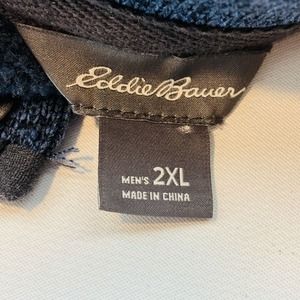 Eddie Bauer
MEN'S 2XL
MADE IN CHINA